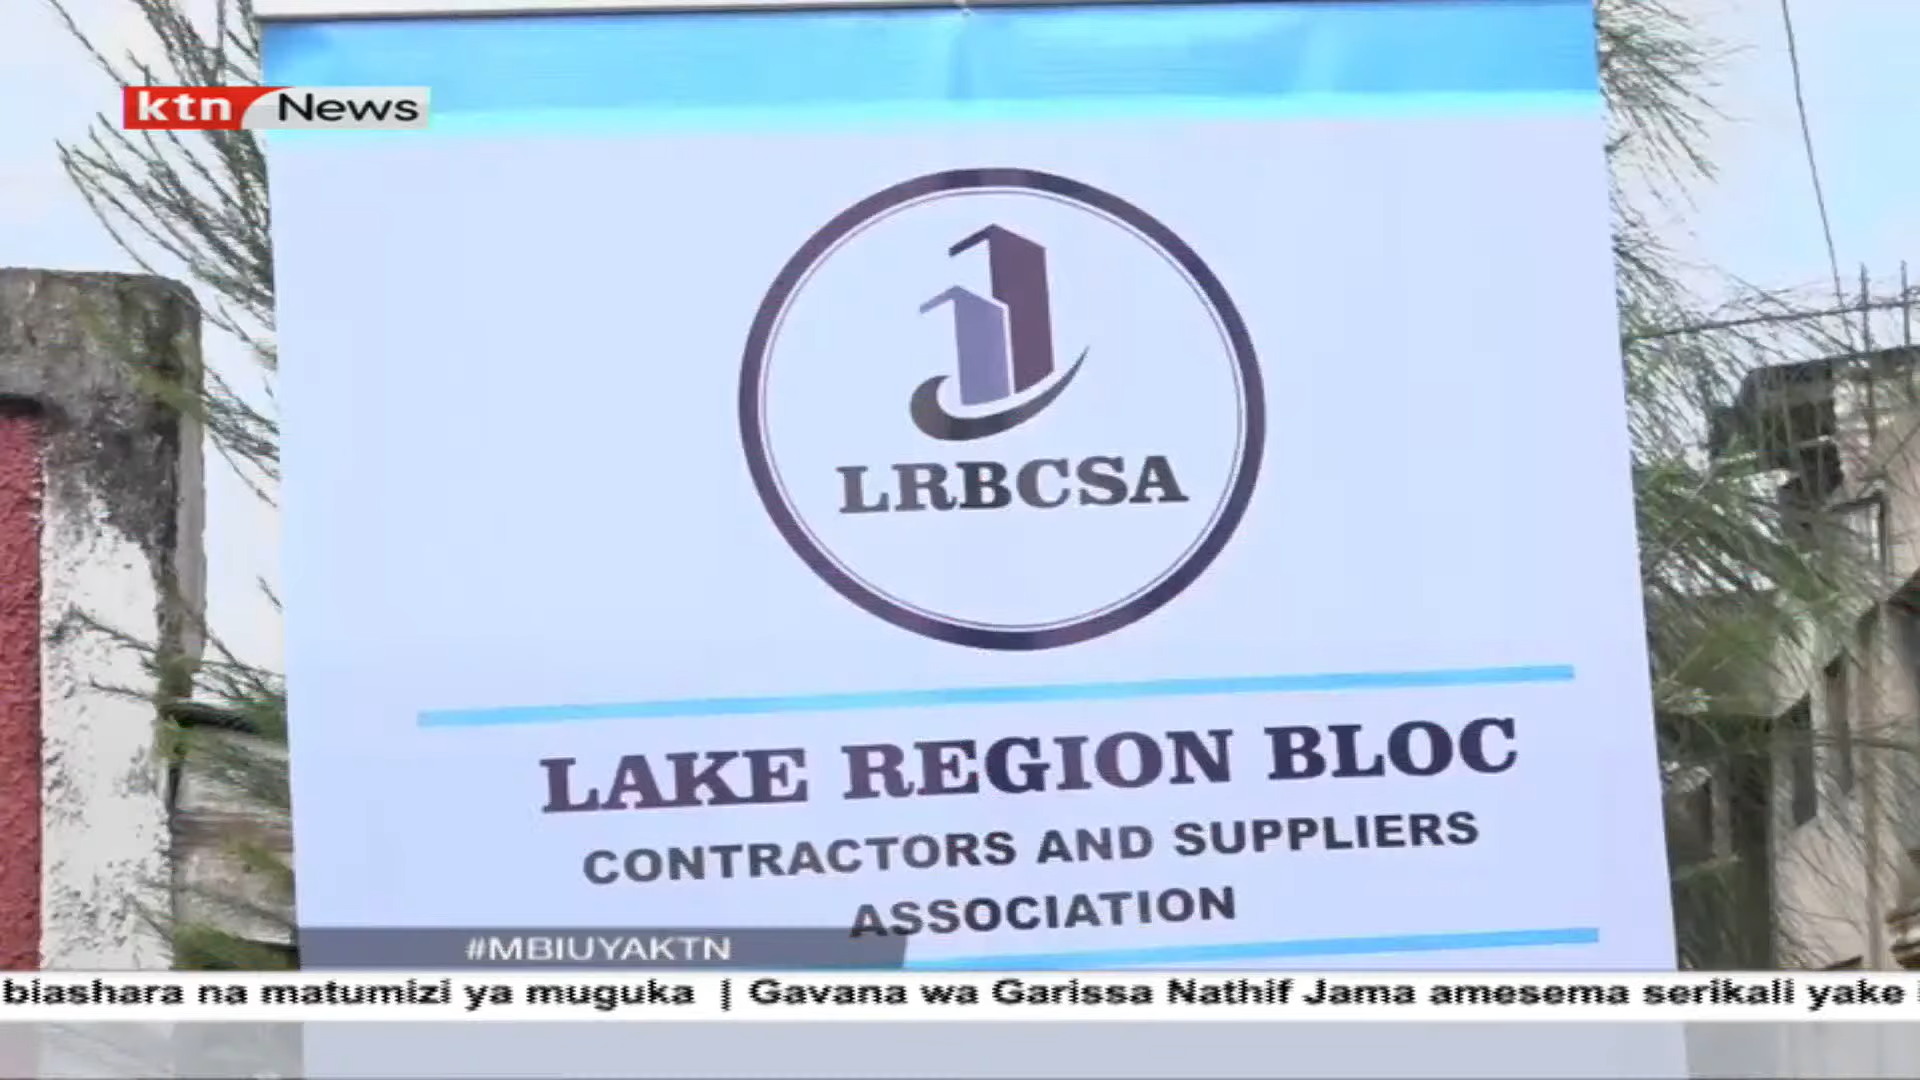 ktn News
LRBCSA
LAKE REGION BLOC
CONTRACTORS AND SUPPLIERS
ASSOCIATION
#MBIUYAKTN
biashara na matumizi ya muguka | Gavana wa Garissa Nathif Jama amesema serikali yake